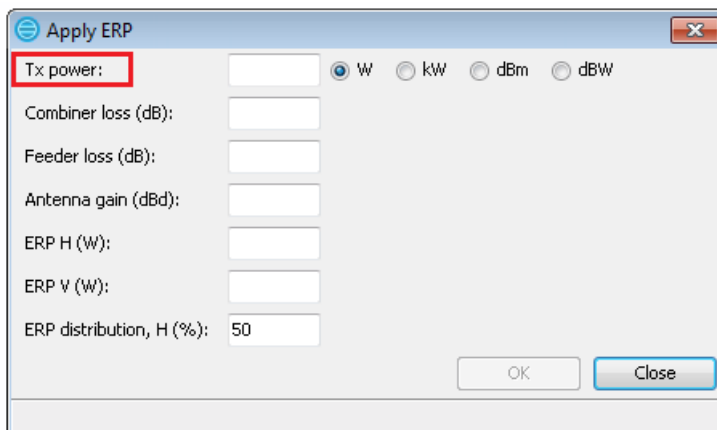 Apply ERP
Tx power: W kW dBm dBW
Combiner loss (dB):
Feeder loss (dB):
Antenna gain (dBd):
ERP H (W):
ERP V (W):
ERP distribution, H (%): 50
OK Close